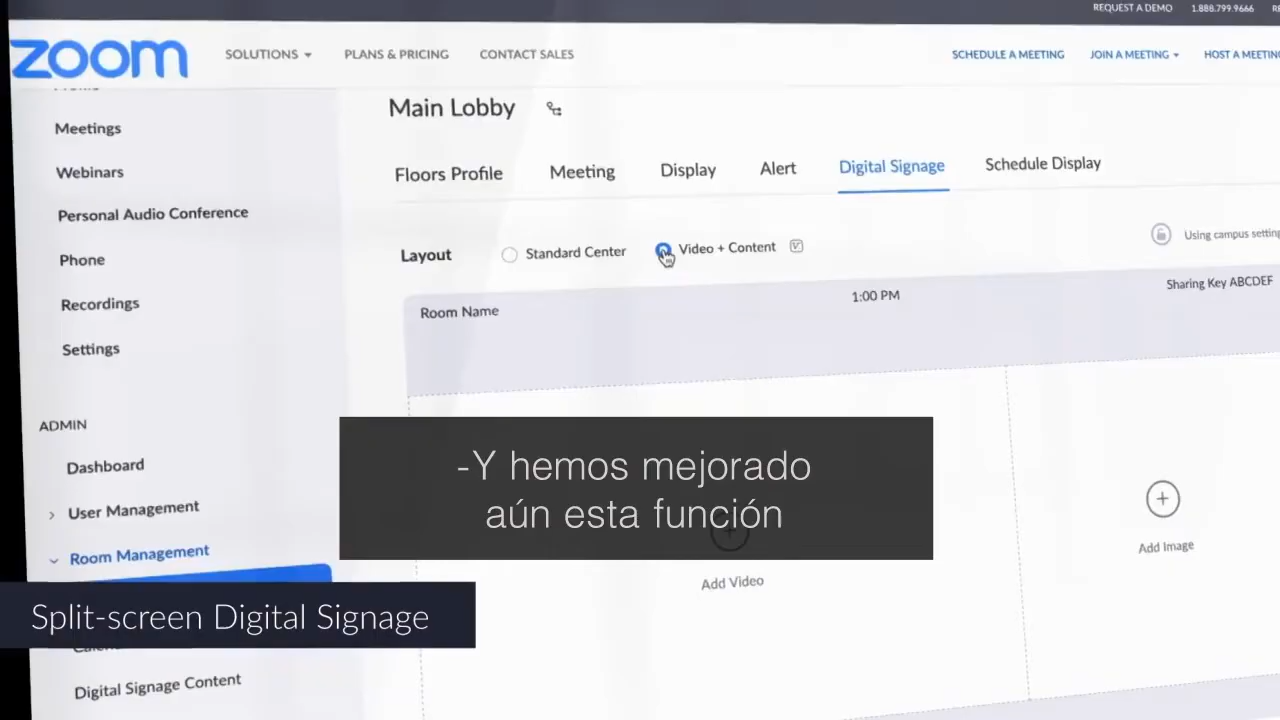 REQUEST A DEMO 1.888.799.9666
zoom SOLUTIONS PLANS & PRICING CONTACT SALES SCHEDULE A MEETING JOIN A MEETING HOST A MEETING
Main Lobby
Meetings
Webinars
Personal Audio Conference
Phone
Recordings
Settings
ADMIN
Dashboard
User Management
Room Management
Digital Signage Content
Floors Profile Meeting Display Alert Digital Signage Schedule Display
Layout Standard Center Video + Content Using campus
Room Name 1:00 PM Sharing Key ABCDEF
Add Video
Add Image
-Y hemos mejorado
aún esta función
Split-screen Digital Signage